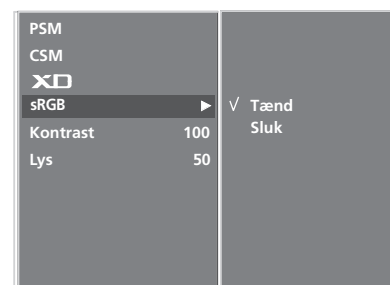 PSM
CSM
XD
sRGB
Kontrast 100
Lys 50
√ Tænd
Sluk